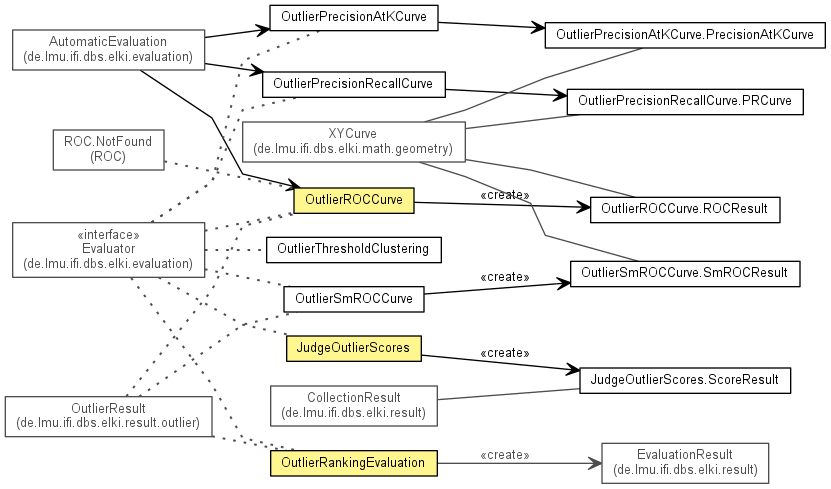 OutlierPrecisionAtKCurve
OutlierPrecisionAtKCurve.PrecisionAtKCurve
AutomaticEvaluation
(de.lmu.ifi.dbs.elki.evaluation)
OutlierPrecisionRecallCurve
OutlierPrecisionRecallCurve.PRCurve
XYCurve
(de.lmu.ifi.dbs.elki.math.geometry)
ROC.NotFound
(ROC)
OutlierROCCurve
«create»
OutlierROCCurve.ROCResult
«interface»
Evaluator
(de.lmu.ifi.dbs.elki.evaluation)
OutlierThresholdClustering
OutlierSmROCCurve
«create»
OutlierSmROCCurve.SmROCResult
JudgeOutlierScores
«create»
JudgeOutlierScores.ScoreResult
OutlierResult
(de.lmu.ifi.dbs.elki.result.outlier)
CollectionResult
(de.lmu.ifi.dbs.elki.result)
OutlierRankingEvaluation
«create»
EvaluationResult
(de.lmu.ifi.dbs.elki.result)